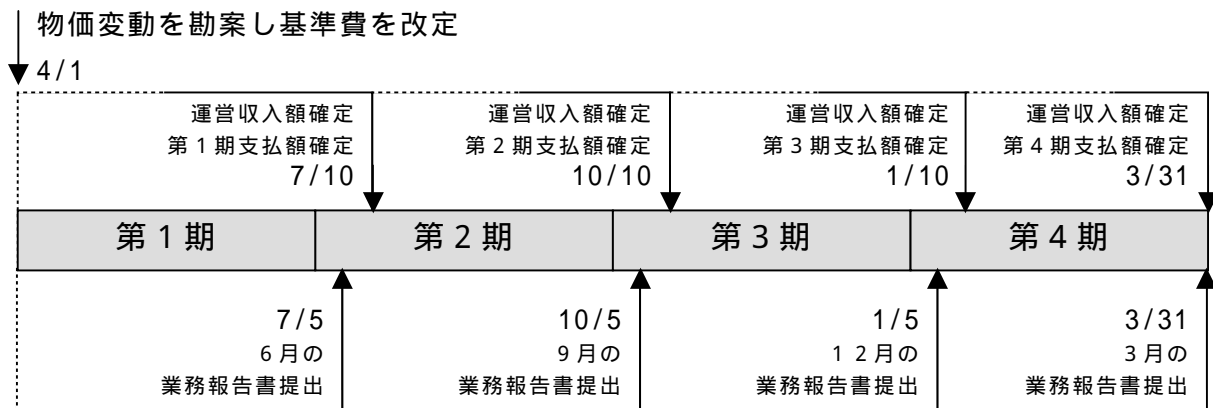 物価変動を勘案し基準費を改定
4/1
運営収入額確定
第1期支払額確定
7/10
運営収入額確定
第2期支払額確定
10/10
運営収入額確定
第3期支払額確定
1/10
運営収入額確定
第4期支払額確定
3/31
第1期
第2期
第3期
第4期
7/5
6月の
業務報告書提出
10/5
9月の
業務報告書提出
1/5
12月の
業務報告書提出
3/31
3月の
業務報告書提出